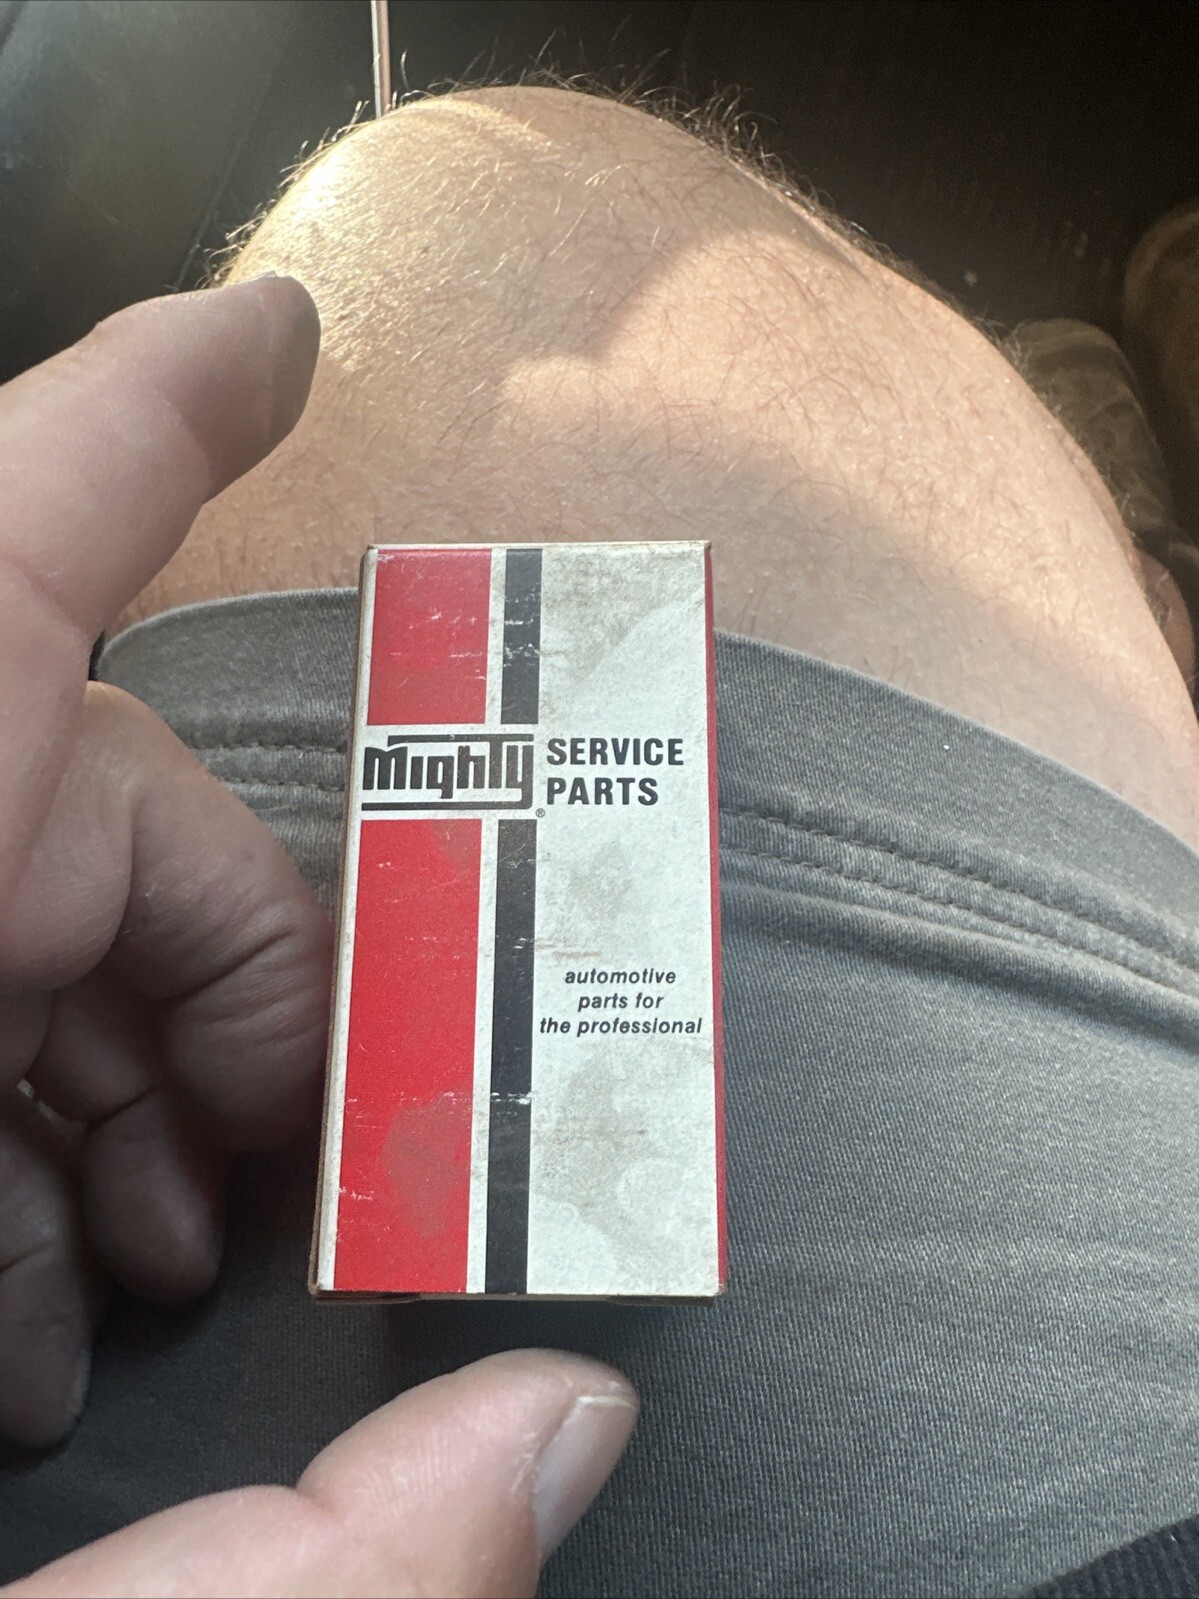 Mighty®
SERVICE
PARTS
automotive
parts for
the professional